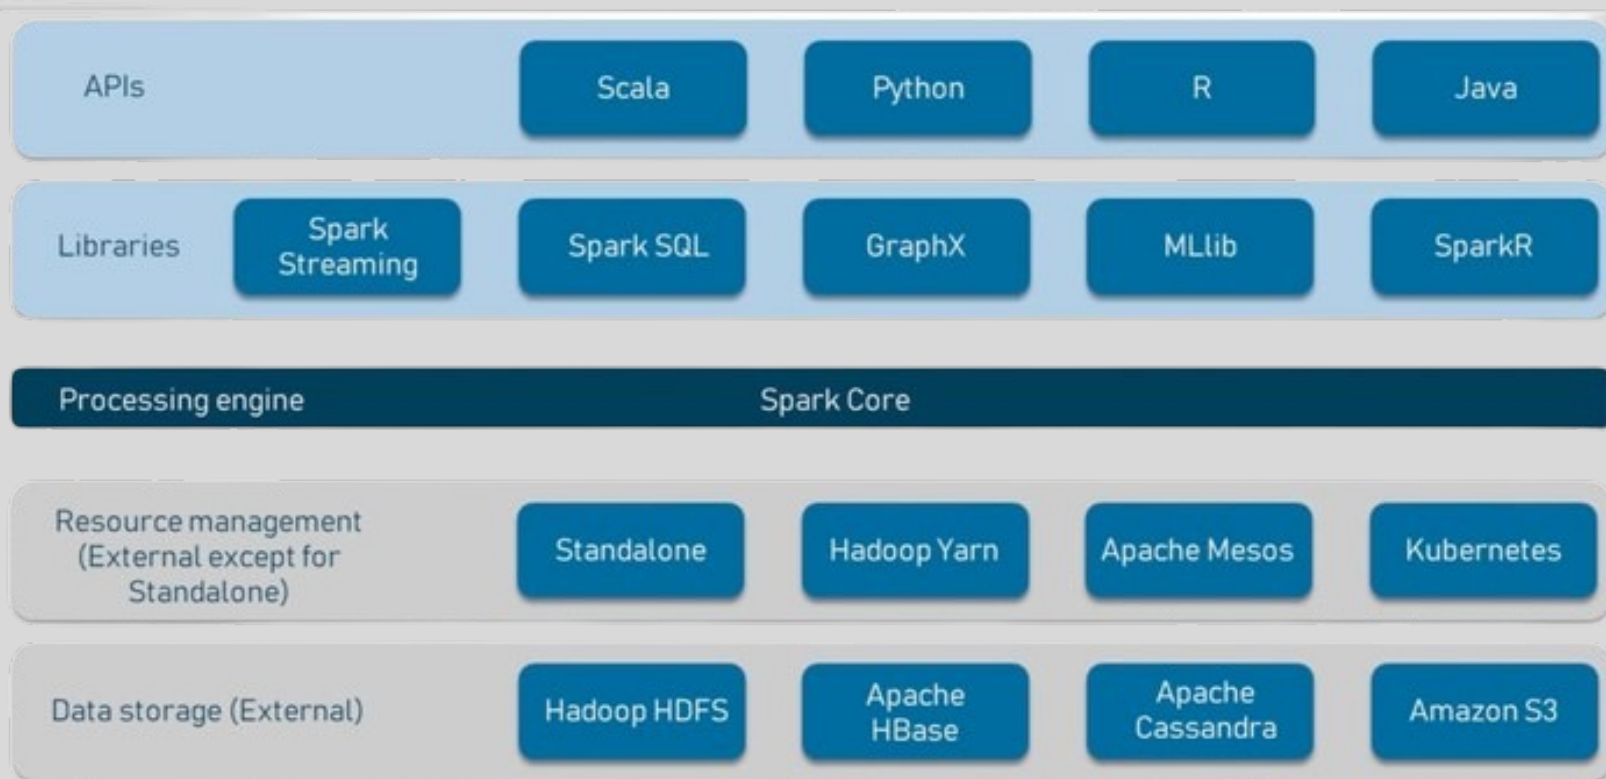 APIs
Scala
Python
R
Java
Libraries
Spark
Streaming
Spark SQL
GraphX
MLlib
SparkR
Processing engine
Spark Core
Resource management
(External except for
Standalone)
Standalone
Hadoop Yarn
Apache Mesos
Kubernetes
Data storage (External)
Hadoop HDFS
Apache
HBase
Apache
Cassandra
Amazon S3